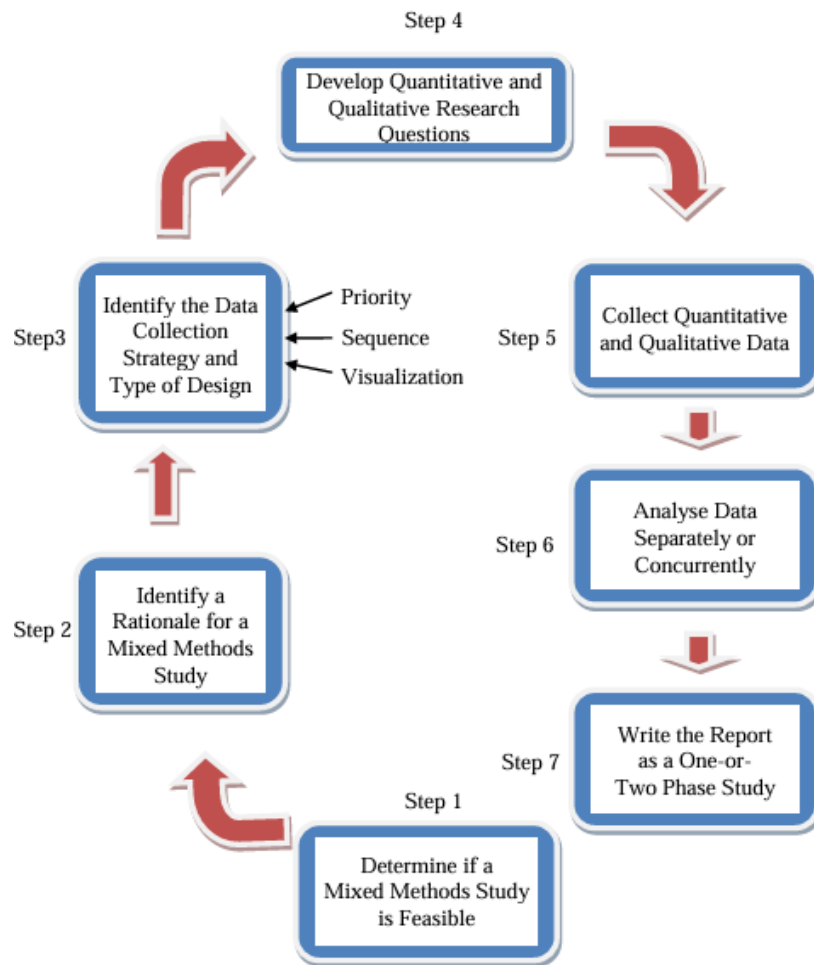 Step 4
Develop Quantitative and
Qualitative Research
Questions
Identify the Data
Collection
Strategy and
Type of Design
Step3
Priority
Sequence
Visualization
Step 5
Collect Quantitative
and Qualitative Data
Step 6
Analyse Data
Separately or
Concurrently
Step 2
Identify a
Rationale for a
Mixed Methods
Study
Step 7
Write the Report
as a One-or-
Two Phase Study
Step 1
Determine if a
Mixed Methods Study
is Feasible